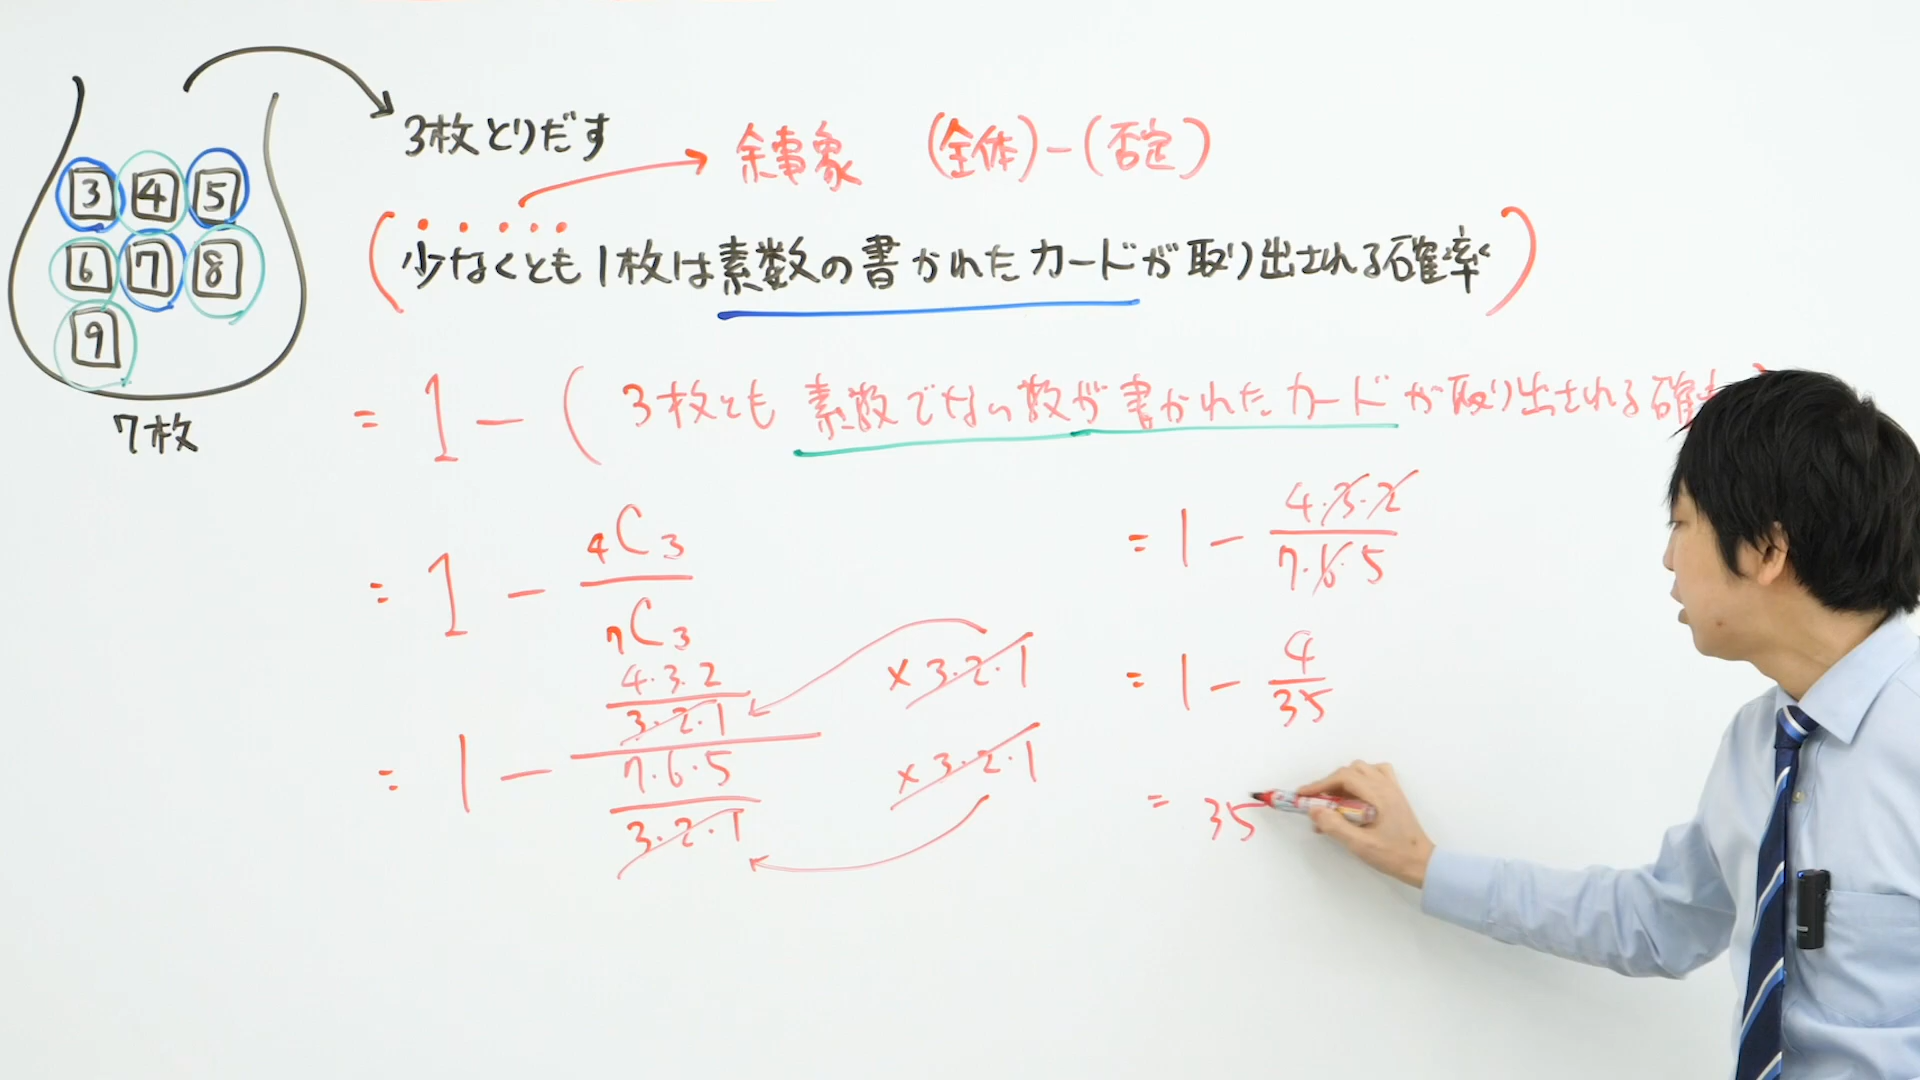 3 4 5
6 7 8
9
7枚
3枚とりだす
余事象 (全体)-(否定)
(少なくとも1枚は素数の書かれたカードが取り出される確率)
= 1 - ( 3枚とも 素数でない数が書かれたカードが取り出される確
= 1 - 4C3 / 7C3
= 1 - 4・3・2 / 3・2・1 / 7・6・5 / 3・2・1
×3・2・1
×3・2・1
= 1 - 4・3・2 / 7・6・5
= 1 - 4 / 35
= 35